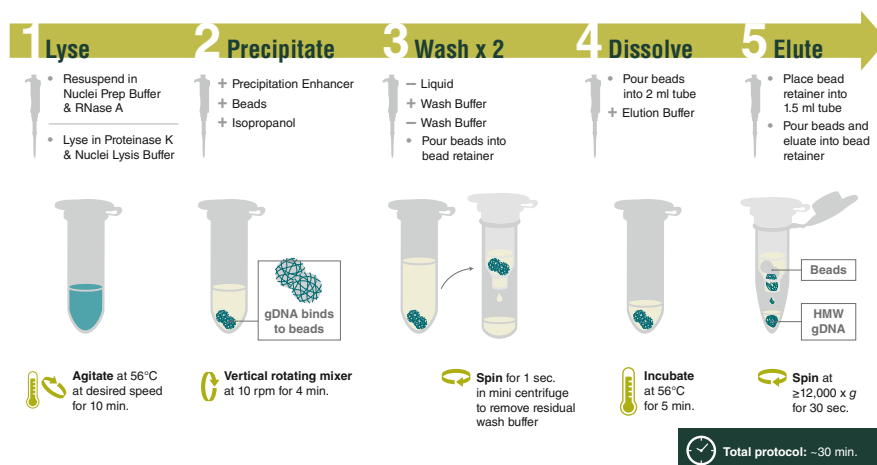 1 Lyse
• Resuspend in
Nuclei Prep Buffer
& RNase A
• Lyse in Proteinase K
& Nuclei Lysis Buffer
Agitate at 56°C
at desired speed
for 10 min.
2 Precipitate
+ Precipitation Enhancer
+ Beads
+ Isopropanol
gDNA binds
to beads
Vertical rotating mixer
at 10 rpm for 4 min.
3 Wash x 2
– Liquid
+ Wash Buffer
– Wash Buffer
• Pour beads into
bead retainer
Spin for 1 sec.
in mini centrifuge
to remove residual
wash buffer
4 Dissolve
• Pour beads
into 2 ml tube
+ Elution Buffer
Incubate
at 56°C
for 5 min.
5 Elute
• Place bead
retainer into
1.5 ml tube
• Pour beads and
eluate into bead
retainer
Beads
HMW
gDNA
Spin at
≥12,000 x g
for 30 sec.
Total protocol: ~30 min.